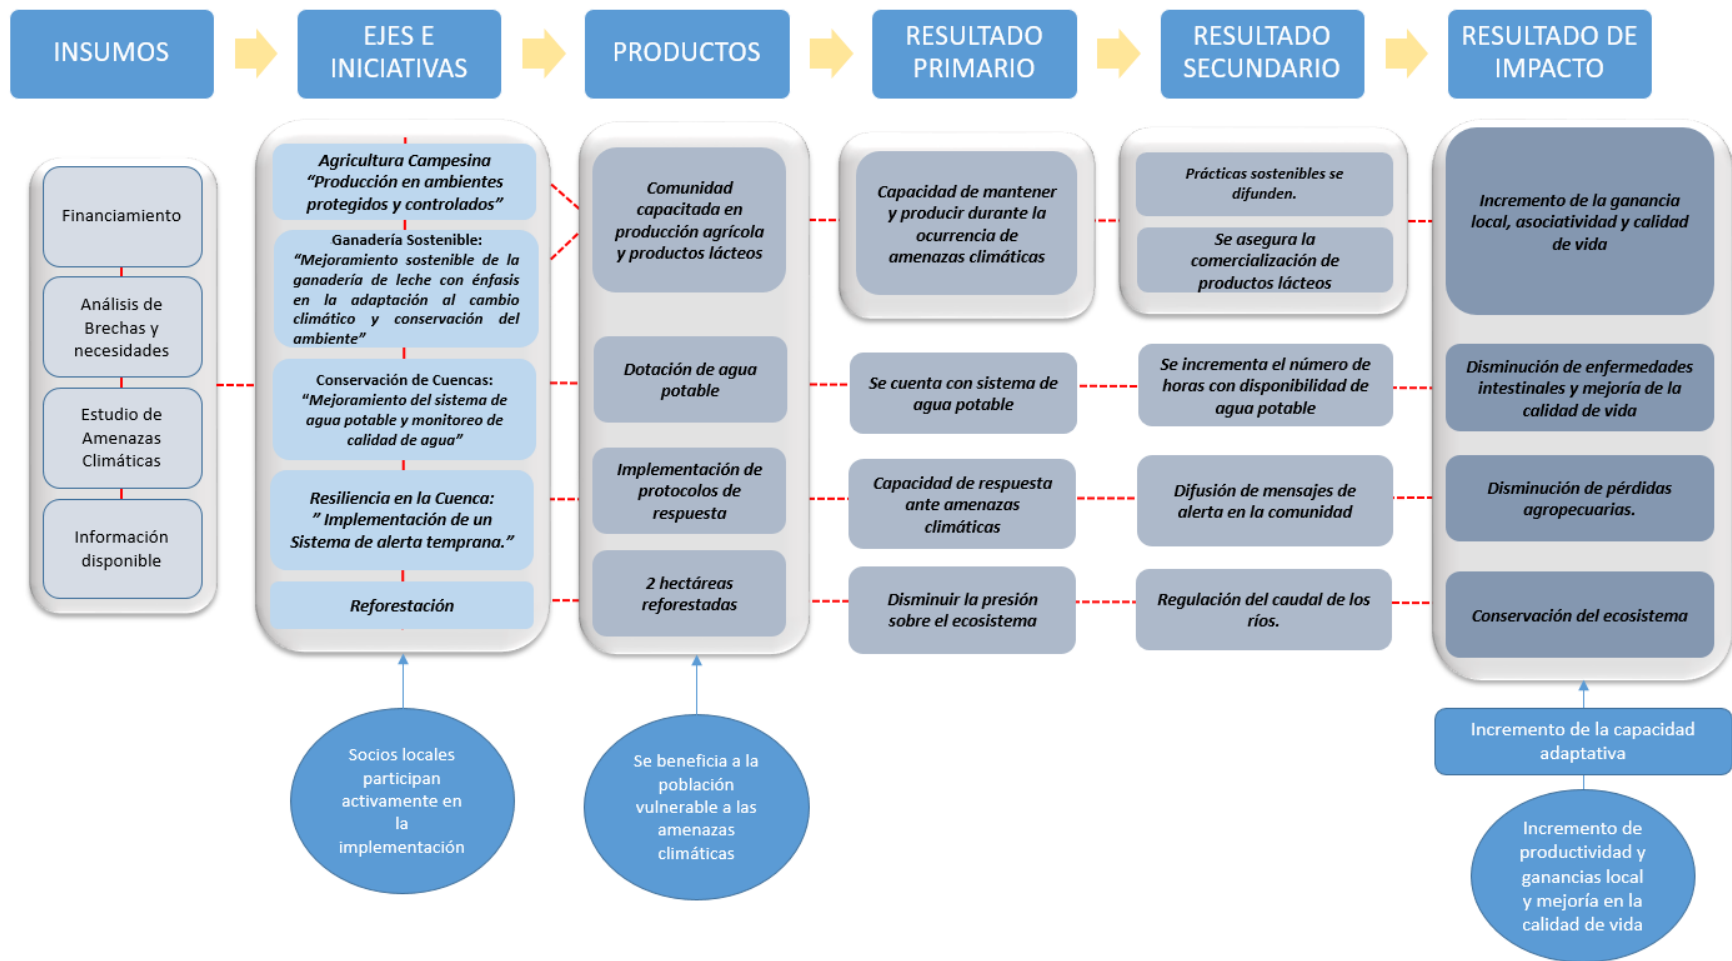 INSUMOS
EJES E
INICIATIVAS
PRODUCTOS
RESULTADO
PRIMARIO
RESULTADO
SECUNDARIO
RESULTADO DE
IMPACTO
Financiamiento
Análisis de
Brechas y
necesidades
Estudio de
Amenazas
Climáticas
Información
disponible
Agricultura Campesina
“Producción en ambientes
protegidos y controlados”
Ganadería Sostenible:
“Mejoramiento sostenible de la
ganadería de leche con énfasis
en la adaptación al cambio
climático y conservación del
ambiente”
Conservación de Cuencas:
“Mejoramiento del sistema de
agua potable y monitoreo de
calidad de agua”
Resiliencia en la Cuenca:
” Implementación de un
Sistema de alerta temprana.”
Reforestación
Comunidad
capacitada en
producción agrícola
y productos lácteos
Dotación de agua
potable
Implementación de
protocolos de
respuesta
2 hectáreas
reforestadas
Capacidad de mantener
y producir durante la
ocurrencia de
amenazas climáticas
Se cuenta con sistema de
agua potable
Capacidad de respuesta
ante amenazas
climáticas
Disminuir la presión
sobre el ecosistema
Prácticas sostenibles se
difunden.
Se asegura la
comercialización de
productos lácteos
Se incrementa el número de
horas con disponibilidad de
agua potable
Difusión de mensajes de
alerta en la comunidad
Regulación del caudal de los
ríos.
Incremento de la ganancia
local, asociatividad y calidad
de vida
Disminución de enfermedades
intestinales y mejoría de la
calidad de vida
Disminución de pérdidas
agropecuarias.
Conservación del ecosistema
Socios locales
participan
activamente en
la
implementación
Se beneficia a la
población
vulnerable a las
amenazas
climáticas
Incremento de la capacidad
adaptativa
Incremento de
productividad y
ganancias local
y mejoría en la
calidad de vida